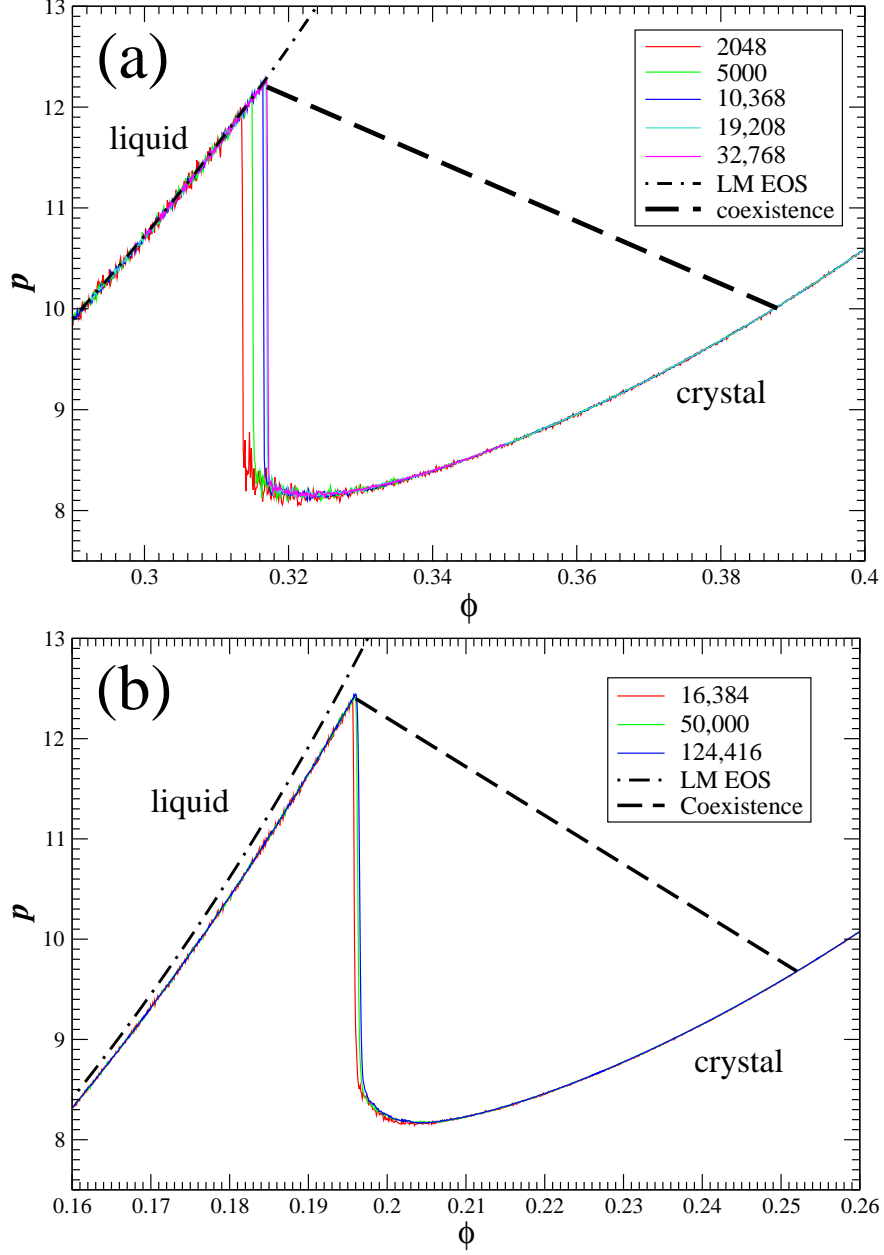 (a)
liquid
crystal
2048
5000
10,368
19,208
32,768
LM EOS
coexistence
13
12
11
10
9
8
p
0.3 0.32 0.34 0.36 0.38 0.4
ϕ
(b)
liquid
crystal
16,384
50,000
124,416
LM EOS
Coexistence
13
12
11
10
9
8
p
0.16 0.17 0.18 0.19 0.2 0.21 0.22 0.23 0.24 0.25 0.26
ϕ